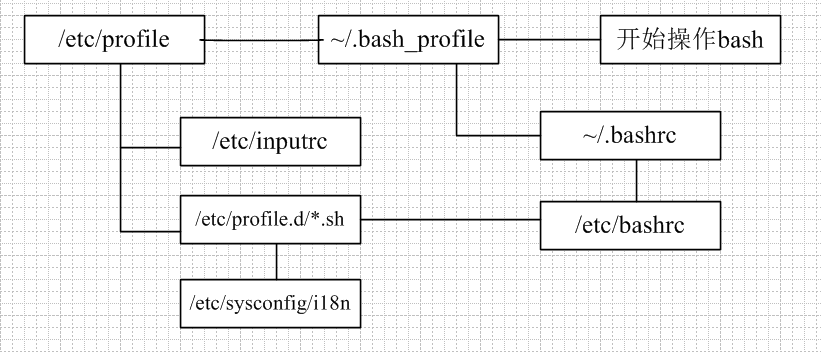 /etc/profile
~/.bash_profile
开始操作bash
/etc/inputrc
~/.bashrc
/etc/profile.d/*.sh
/etc/bashrc
/etc/sysconfig/i18n